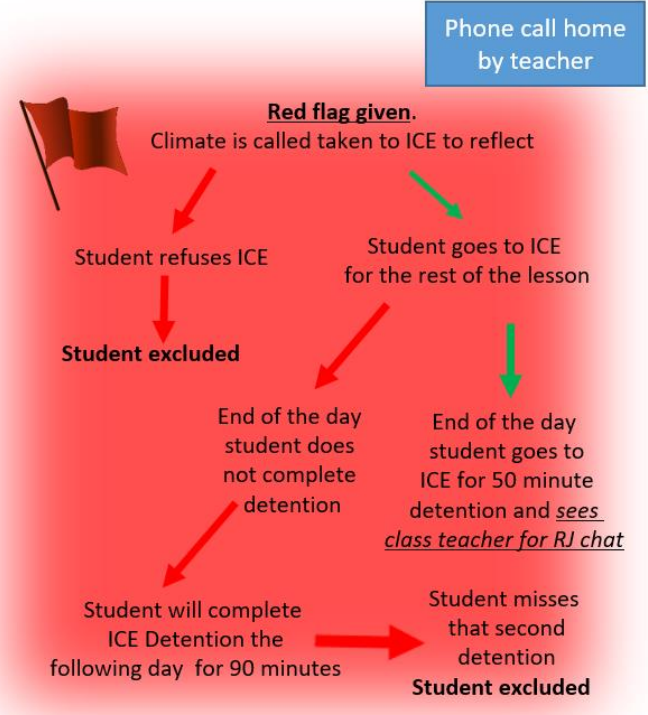 Phone call home
by teacher
Red flag given.
Climate is called taken to ICE to reflect
Student refuses ICE
Student goes to ICE
for the rest of the lesson
Student excluded
End of the day
student does
not complete
detention
End of the day
student goes to
ICE for 50 minute
detention and sees
class teacher for RJ chat
Student will complete
ICE Detention the
following day for 90 minutes
Student misses
that second
detention
Student excluded